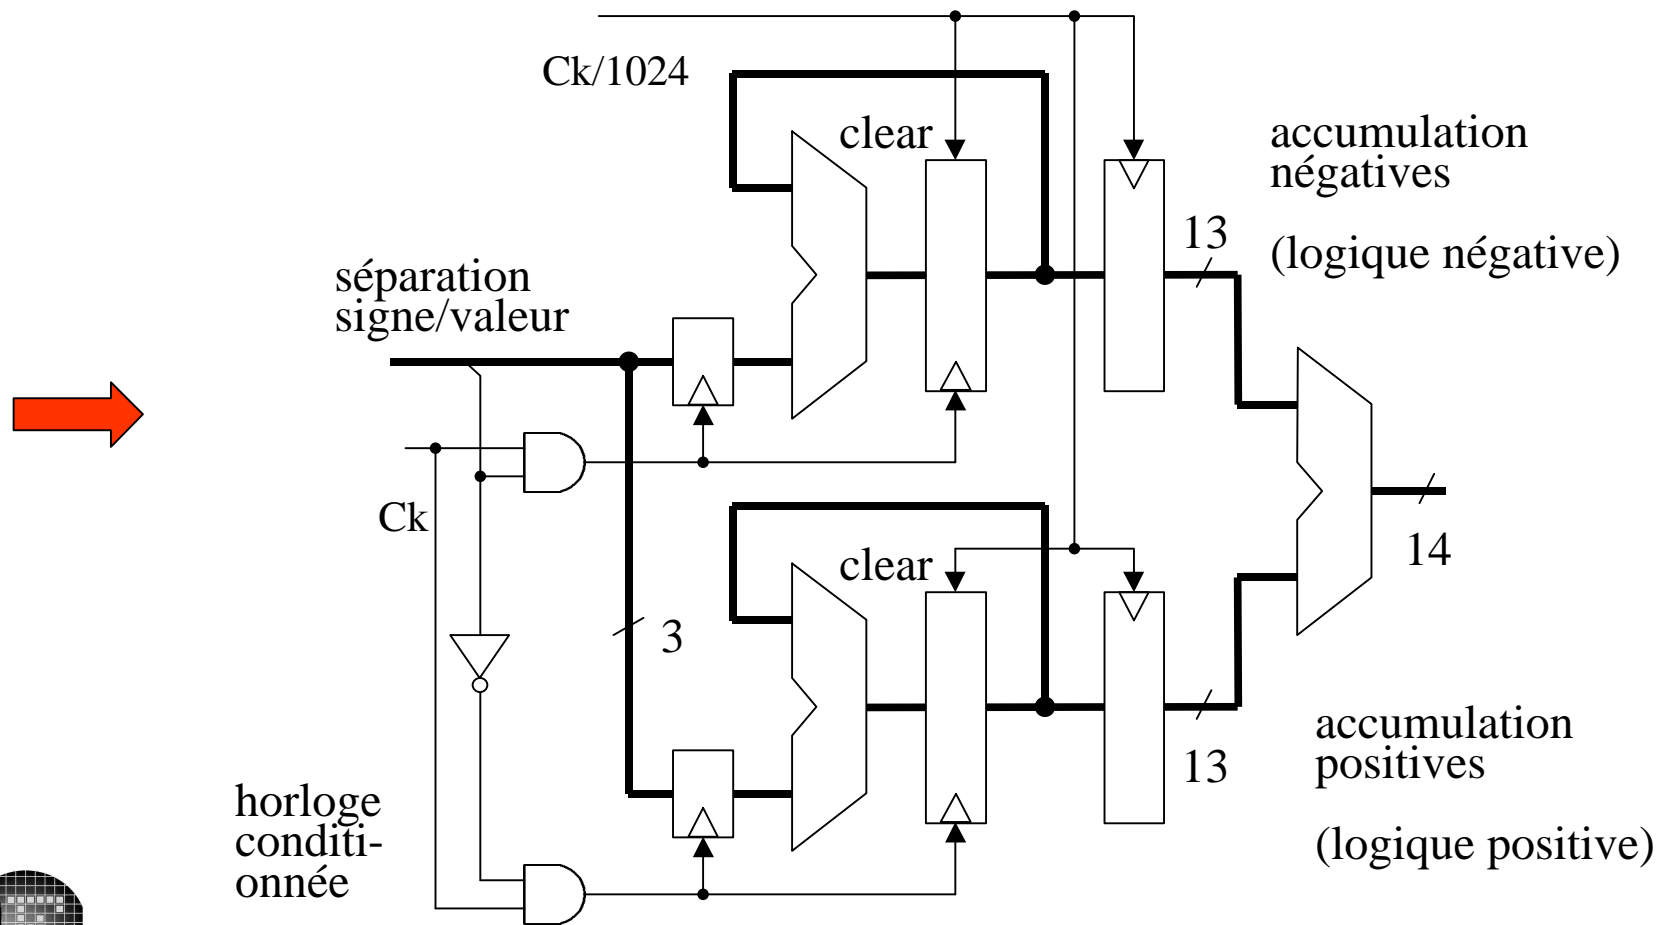 Ck/1024
clear
accumulation
négatives
(logique négative)
13
séparation
signe/valeur
Ck
clear
14
3
accumulation
positives
(logique positive)
13
horloge
conditi-
onnée